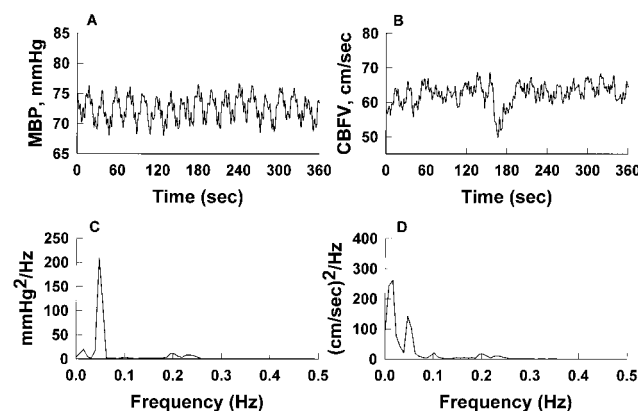 A
85
80
75
70
65
MBP, mmHg
0 60 120 180 240 300 360
Time (sec)
B
80
70
60
50
CBFV, cm/sec
0 60 120 180 240 300 360
Time (sec)
C
250
200
150
100
50
0
mmHg2/Hz
0.0 0.1 0.2 0.3 0.4 0.5
Frequency (Hz)
D
400
300
200
100
0
(cm/sec)2/Hz
0.0 0.1 0.2 0.3 0.4 0.5
Frequency (Hz)